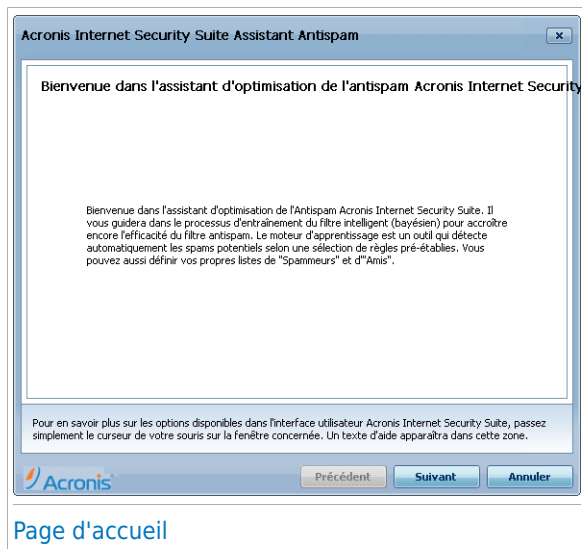 Acronis Internet Security Suite Assistant Antispam
Bienvenue dans l'assistant d'optimisation de l'antispam Acronis Internet Security
Bienvenue dans l'assistant d'optimisation de l'Antispam Acronis Internet Security Suite. Il
vous guidera dans le processus d'entraînement du filtre intelligent (bayésien) pour accroître
encore l'efficacité du filtre antispam. Le moteur d'apprentissage est un outil qui détecte
automatiquement les spams potentiels selon une sélection de règles pré-établies. Vous
pouvez aussi définir vos propres listes de "Spammeurs" et d'"Amis".
Pour en savoir plus sur les options disponibles dans l'interface utilisateur Acronis Internet Security Suite, passez
simplement le curseur de votre souris sur la fenêtre concernée. Un texte d'aide apparaîtra dans cette zone.
Acronis
Précédent
Suivant
Annuler
Page d'accueil